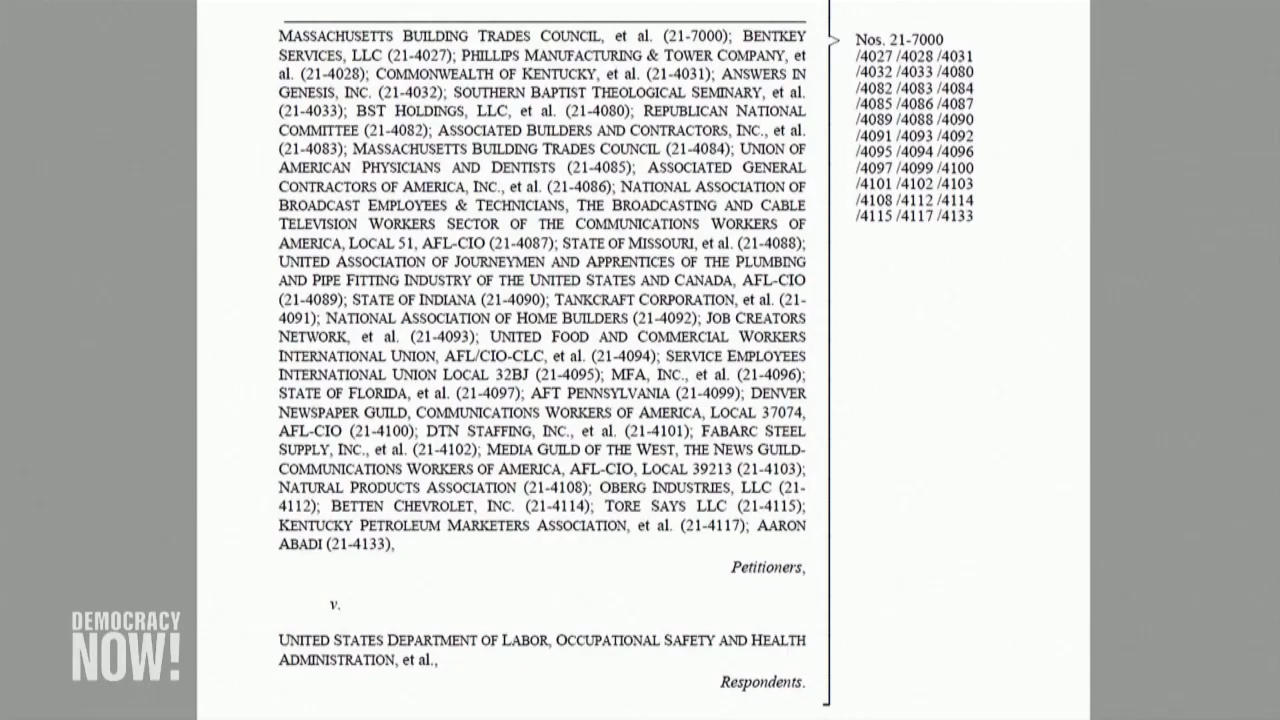 MASSACHUSETTS BUILDING TRADES COUNCIL, et al. (21-7000); BENTKEY
SERVICES, LLC (21-4027); PHILLIPS MANUFACTURING & TOWER COMPANY, et
al. (21-4028); COMMONWEALTH OF KENTUCKY, et al. (21-4031); ANSWERS IN
GENESIS, INC. (21-4032); SOUTHERN BAPTIST THEOLOGICAL SEMINARY, et al.
(21-4033); BST HOLDINGS, LLC, et al. (21-4080); REPUBLICAN NATIONAL
COMMITTEE (21-4082); ASSOCIATED BUILDERS AND CONTRACTORS, INC., et al.
(21-4083); MASSACHUSETTS BUILDING TRADES COUNCIL (21-4084); UNION OF
AMERICAN PHYSICIANS AND DENTISTS (21-4085); ASSOCIATED GENERAL
CONTRACTORS OF AMERICA, INC., et al. (21-4086); NATIONAL ASSOCIATION OF
BROADCAST EMPLOYEES & TECHNICIANS, THE BROADCASTING AND CABLE
TELEVISION WORKERS SECTOR OF THE COMMUNICATIONS WORKERS OF
AMERICA, LOCAL 51, AFL-CIO (21-4087); STATE OF MISSOURI, et al. (21-4088);
UNITED ASSOCIATION OF JOURNEYMEN AND APPRENTICES OF THE PLUMBING
AND PIPE FITTING INDUSTRY OF THE UNITED STATES AND CANADA, AFL-CIO
(21-4089); STATE OF INDIANA (21-4090); TANKCRAFT CORPORATION, et al. (21-
4091); NATIONAL ASSOCIATION OF HOME BUILDERS (21-4092); JOB CREATORS
NETWORK, et al. (21-4093); UNITED FOOD AND COMMERCIAL WORKERS
INTERNATIONAL UNION, AFL/CIO-CLC, et al. (21-4094); SERVICE EMPLOYEES
INTERNATIONAL UNION LOCAL 32BJ (21-4095); MFA, INC., et al. (21-4096);
STATE OF FLORIDA, et al. (21-4097); AFT PENNSYLVANIA (21-4099); DENVER
NEWSPAPER GUILD, COMMUNICATIONS WORKERS OF AMERICA, LOCAL 37074,
AFL-CIO (21-4100); DTN STAFFING, INC., et al. (21-4101); FABARC STEEL
SUPPLY, INC., et al. (21-4102); MEDIA GUILD OF THE WEST, THE NEWS GUILD-
COMMUNICATIONS WORKERS OF AMERICA, AFL-CIO, LOCAL 39213 (21-4103);
NATURAL PRODUCTS ASSOCIATION (21-4108); OBERG INDUSTRIES, LLC (21-
4112); BETTEN CHEVROLET, INC. (21-4114); TORE SAYS LLC (21-4115);
KENTUCKY PETROLEUM MARKETERS ASSOCIATION, et al. (21-4117); AARON
ABADI (21-4133),
Petitioners,
v.
UNITED STATES DEPARTMENT OF LABOR, OCCUPATIONAL SAFETY AND HEALTH
ADMINISTRATION, et al.,
Respondents.
Nos. 21-7000
/4027 /4028 /4031
/4032 /4033 /4080
/4082 /4083 /4084
/4085 /4086 /4087
/4089 /4088 /4090
/4091 /4093 /4092
/4095 /4094 /4096
/4097 /4099 /4100
/4101 /4102 /4103
/4108 /4112 /4114
/4115 /4117 /4133
DEMOCRACY
NOW!